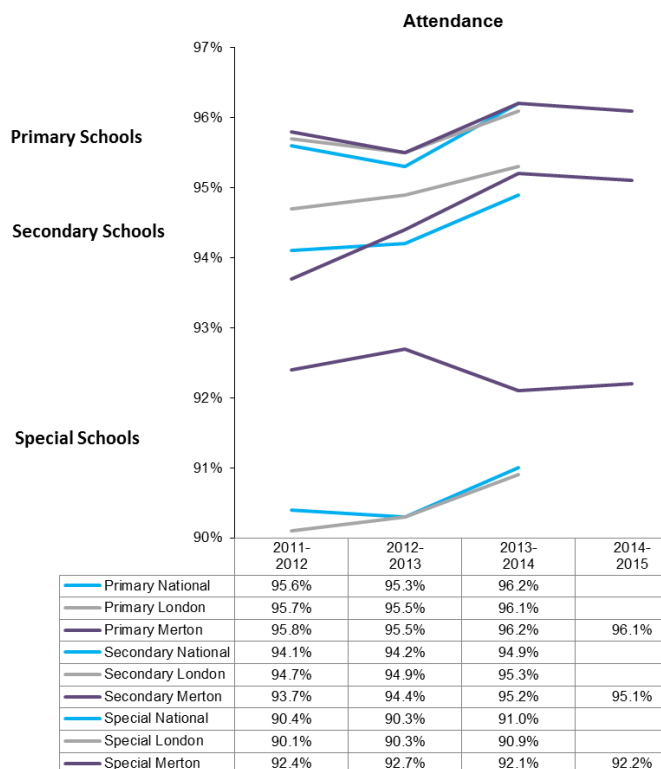 Attendance
97%
96%
Primary Schools
95%
Secondary Schools
94%
93%
92%
Special Schools
91%
90%
2011-2012 2012-2013 2013-2014 2014-2015
Primary National 95.6% 95.3% 96.2%
Primary London 95.7% 95.5% 96.1%
Primary Merton 95.8% 95.5% 96.2% 96.1%
Secondary National 94.1% 94.2% 94.9%
Secondary London 94.7% 94.9% 95.3%
Secondary Merton 93.7% 94.4% 95.2% 95.1%
Special National 90.4% 90.3% 91.0%
Special London 90.1% 90.3% 90.9%
Special Merton 92.4% 92.7% 92.1% 92.2%